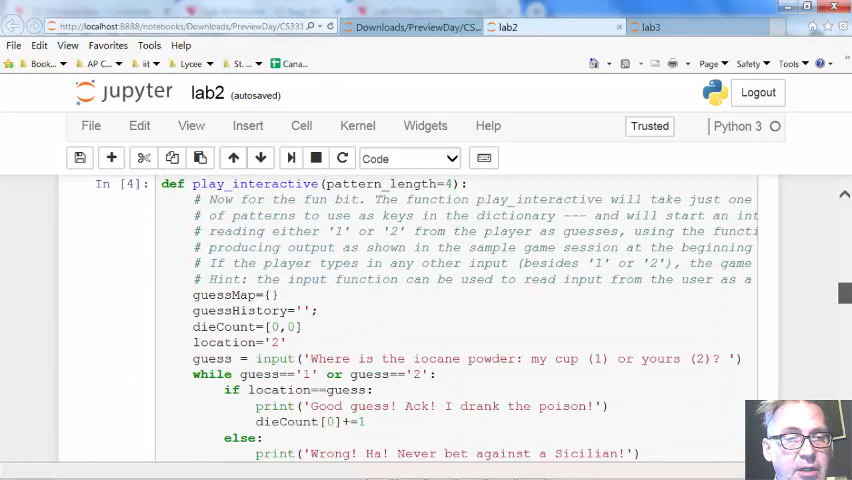 http://localhost:8888/notebooks/Downloads/PreviewDay/CS331
Downloads/PreviewDay/CS...
lab2
lab3
File Edit View Favorites Tools Help
Book... AP C... iit Lycee St. ... Cana...
Page Safety Tools
jupyter lab2 (autosaved)
Logout
File Edit View Insert Cell Kernel Widgets Help
Trusted
Python 3
Code
In [4]: def play_interactive(pattern_length=4):
# Now for the fun bit. The function play_interactive will take just one
# of patterns to use as keys in the dictionary --- and will start an int
# reading either '1' or '2' from the player as guesses, using the functi
# producing output as shown in the sample game session at the beginning
# If the player types in any other input (besides '1' or '2'), the game
# Hint: the input function can be used to read input from the user as a
guessMap={}
guessHistory='';
dieCount=[0,0]
location='2'
guess = input('Where is the iocane powder: my cup (1) or yours (2)? ')
while guess=='1' or guess=='2':
if location==guess:
print('Good guess! Ack! I drank the poison!')
dieCount[0]+=1
else:
print('Wrong! Ha! Never bet against a Sicilian!')